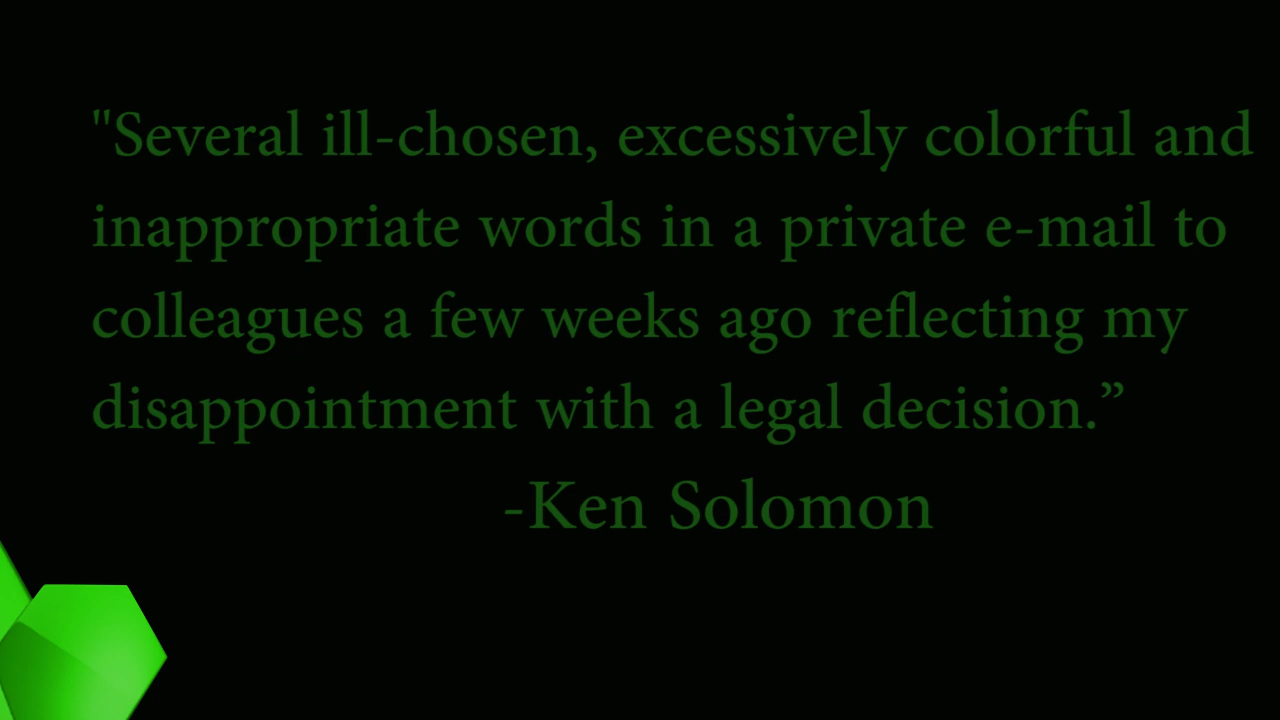 "Several ill-chosen, excessively colorful and
inappropriate words in a private e-mail to
colleagues a few weeks ago reflecting my
disappointment with a legal decision.”
-Ken Solomon